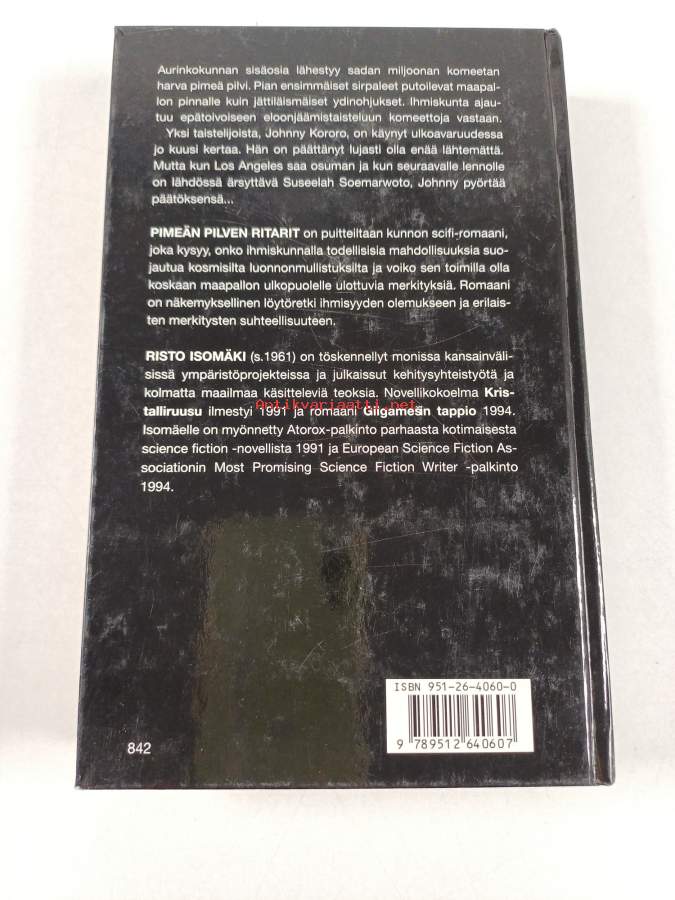 Aurinkokunnan sisäosia lähestyy sadan miljoonan komeetan
harva pimeä pilvi. Pian ensimmäiset sirpaleet putoilevat maapal-
lon pinnalle kuin jättiläismäiset ydinohjukset. Ihmiskunta ajau-
tuu epätoivoiseen eloonjäämistaisteluun komeettoja vastaan.
Yksi taistelijoista, Johnny Kororo, on käynyt ulkoavaruudessa
jo kuusi kertaa. Hän on päättänyt lujasti olla enää lähtemättä.
Mutta kun Los Angeles saa osuman ja kun seuraavalle lennolle
on lähdössä ärsyttävä Suseelah Soemarwoto, Johnny pyörtää
päätöksensä...
PIMEÄN PILVEN RITARIT on puitteiltaan kunnon scifi-romaani,
joka kysyy, onko ihmiskunnalla todellisia mahdollisuuksia suo-
jautua kosmisilta luonnonmullistuksilta ja voiko sen toimilla olla
koskaan maapallon ulkopuolelle ulottuvia merkityksiä. Romaani
on näkemyksellinen löytöretki ihmisyyden olemukseen ja erilais-
ten merkitysten suhteellisuuteen.
RISTO ISOMÄKI (s.1961) on töskennellyt monissa kansainväli-
sissä ympäristöprojekteissa ja julkaissut kehitysyhteistyötä ja
kolmatta maailmaa käsitteleviä teoksia. Novellikokoelma Kris-
talliruusu ilmestyi 1991 ja romaani Gilgamesin tappio 1994.
Antikvariaatti.net
Isomäelle on myönnetty Atorox-palkinto parhaasta kotimaisesta
science fiction -novellista 1991 ja European Science Fiction As-
sociationin Most Promising Science Fiction Writer -palkinto
1994.
ISBN 951-26-4060-0
9 789512 640607
842